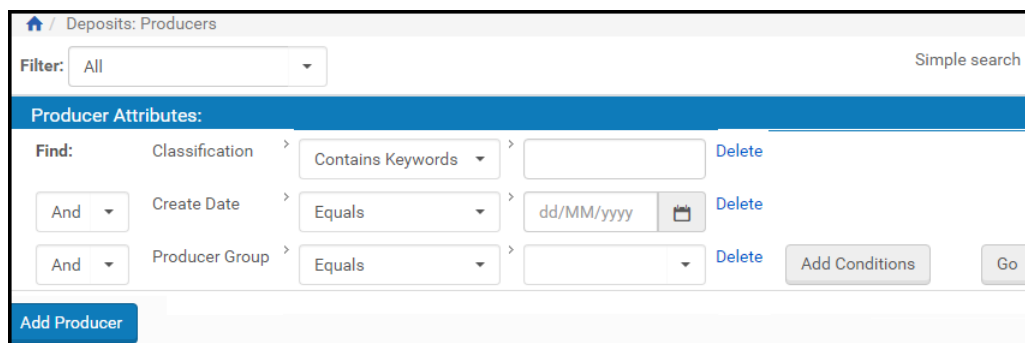 / Deposits: Producers
Filter: All Simple search
Producer Attributes:
Find: Classification > Contains Keywords > Delete
And Create Date > Equals > dd/MM/yyyy Delete
And Producer Group > Equals > Delete Add Conditions Go
Add Producer